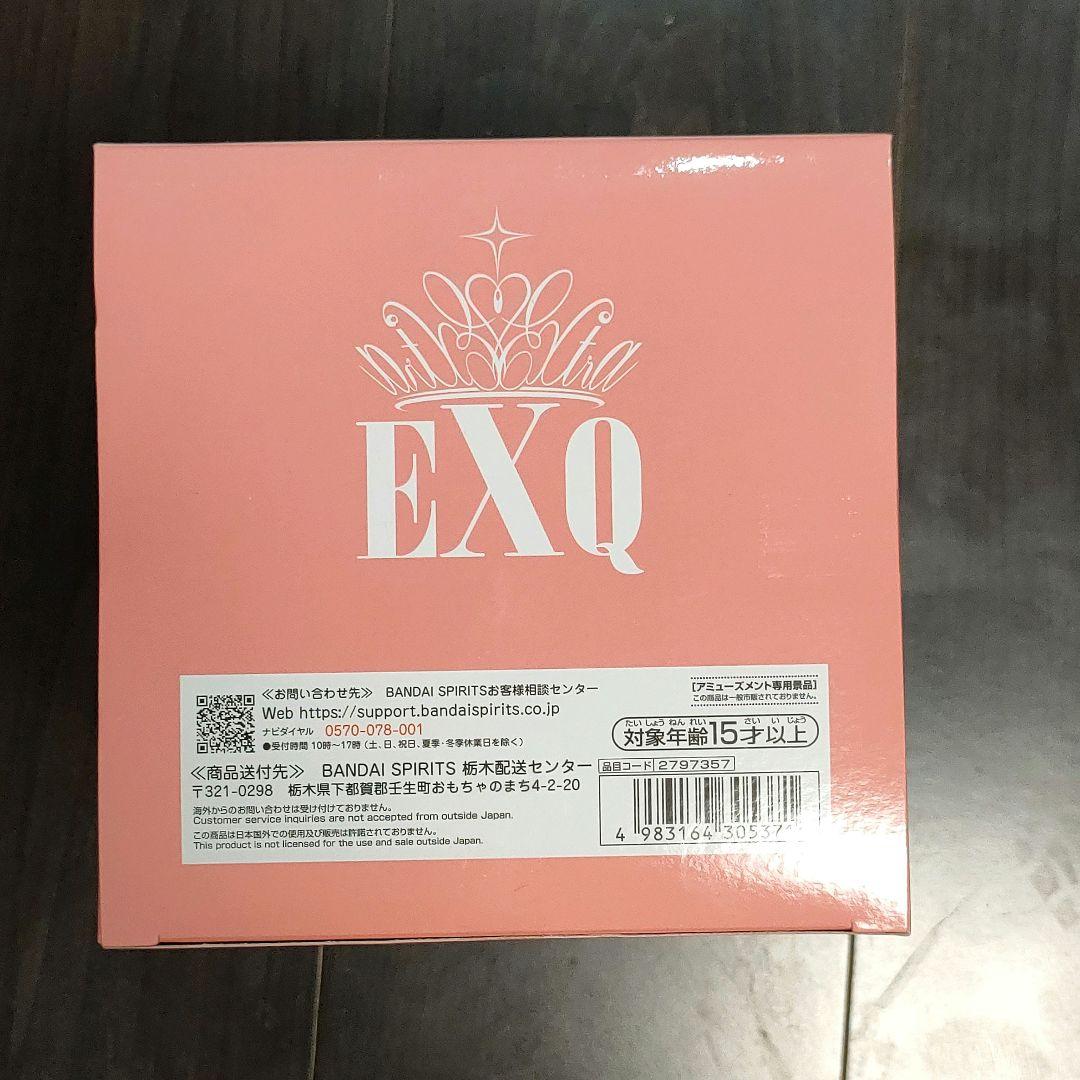 EXQ
≪お問い合わせ先≫ BANDAI SPIRITSお客様相談センター
Web https://support.bandaispirits.co.jp
ナビダイヤル 0570-078-001
●受付時間 10時～17時（土、日、祝日、夏季・冬季休業日を除く）
[アミューズメント専用景品]
この商品は一般市販されておりません。
たいしょうねんれい さい いじょう
対象年齢15才以上
≪商品送付先≫ BANDAI SPIRITS 栃木配送センター
〒321-0298 栃木県下都賀郡壬生町おもちゃのまち4-2-20
海外からのお問い合わせは受け付けておりません。
Customer service inquiries are not accepted from outside Japan.
この商品は日本国外での使用及び販売は許諾されておりません。
This product is not licensed for the use and sale outside Japan.
品目コード 2797357
4 983164 30537